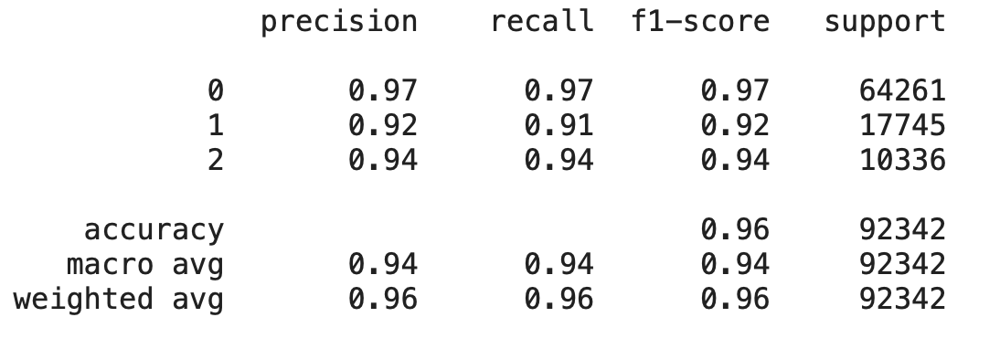 precision recall f1-score support
0 0.97 0.97 0.97 64261
1 0.92 0.91 0.92 17745
2 0.94 0.94 0.94 10336
accuracy 0.96 92342
macro avg 0.94 0.94 0.94 92342
weighted avg 0.96 0.96 0.96 92342